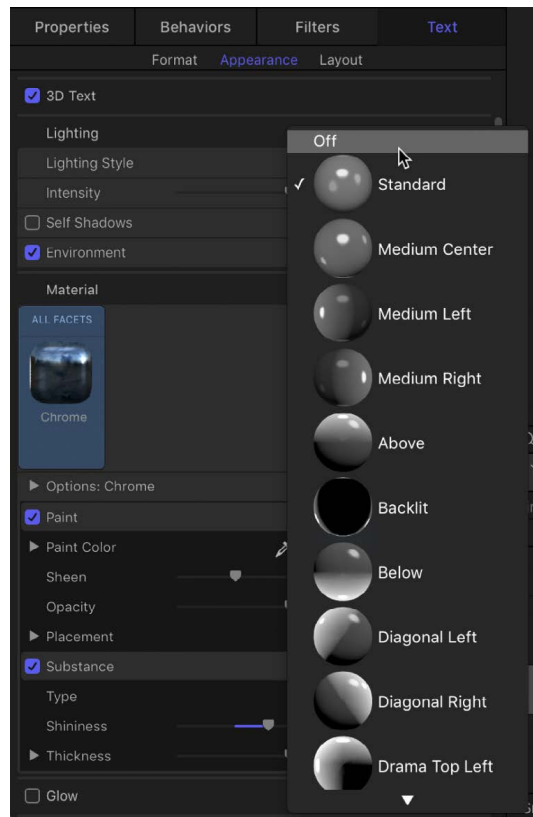 Properties Behaviors Filters Text
Format Appearance Layout
3D Text
Lighting
Lighting Style
Intensity
Self Shadows
Environment
Material
ALL FACETS
Chrome
Options: Chrome
Paint
Paint Color
Sheen
Opacity
Placement
Substance
Type
Shininess
Thickness
Glow
Off
Standard
Medium Center
Medium Left
Medium Right
Above
Backlit
Below
Diagonal Left
Diagonal Right
Drama Top Left